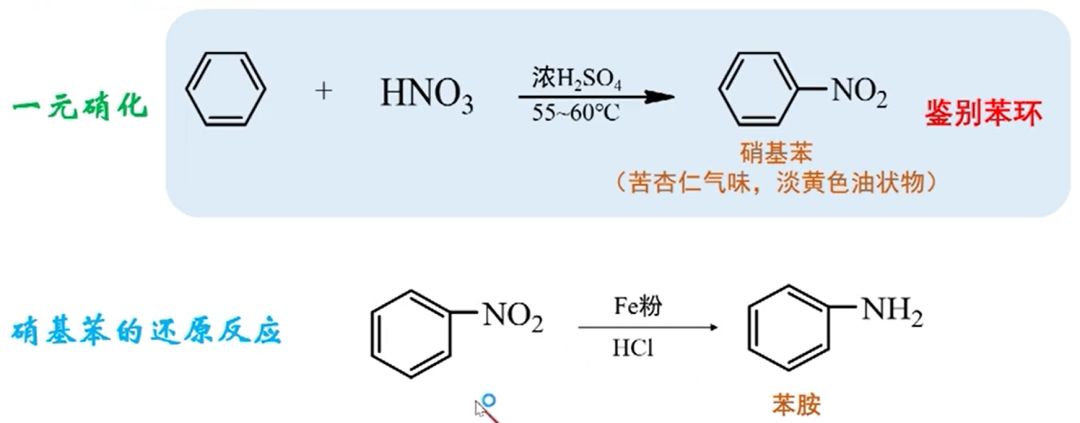 一元硝化
+ HNO₃ 浓H₂SO₄ 55~60℃ NO₂ 鉴别苯环
硝基苯
（苦杏仁气味，淡黄色油状物）
硝基苯的还原反应
NO₂ Fe粉 HCl NH₂
苯胺